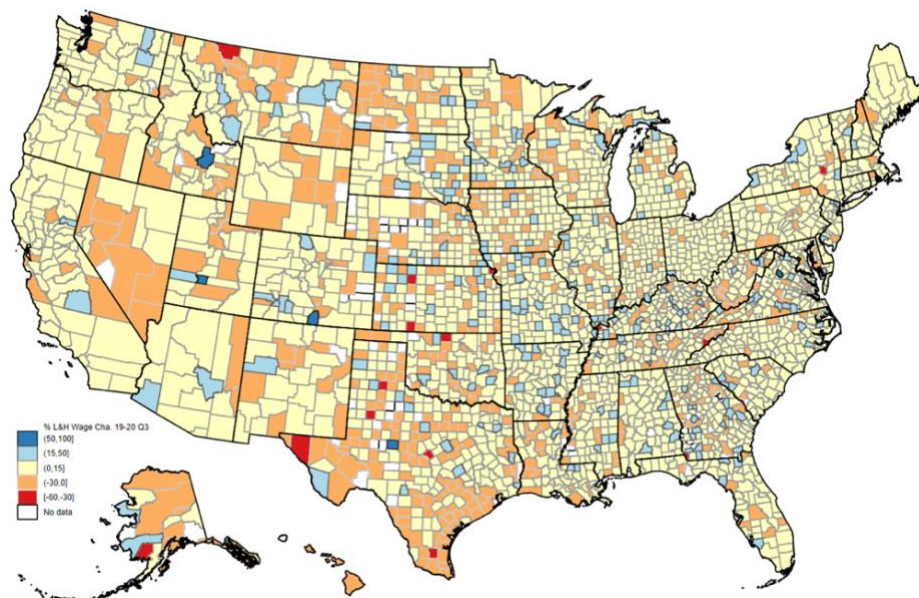 % L&H Wage Cha. 19-20 Q3
(50,100]
(15,50]
(0,15]
(-30,0]
[-60,-30]
No data